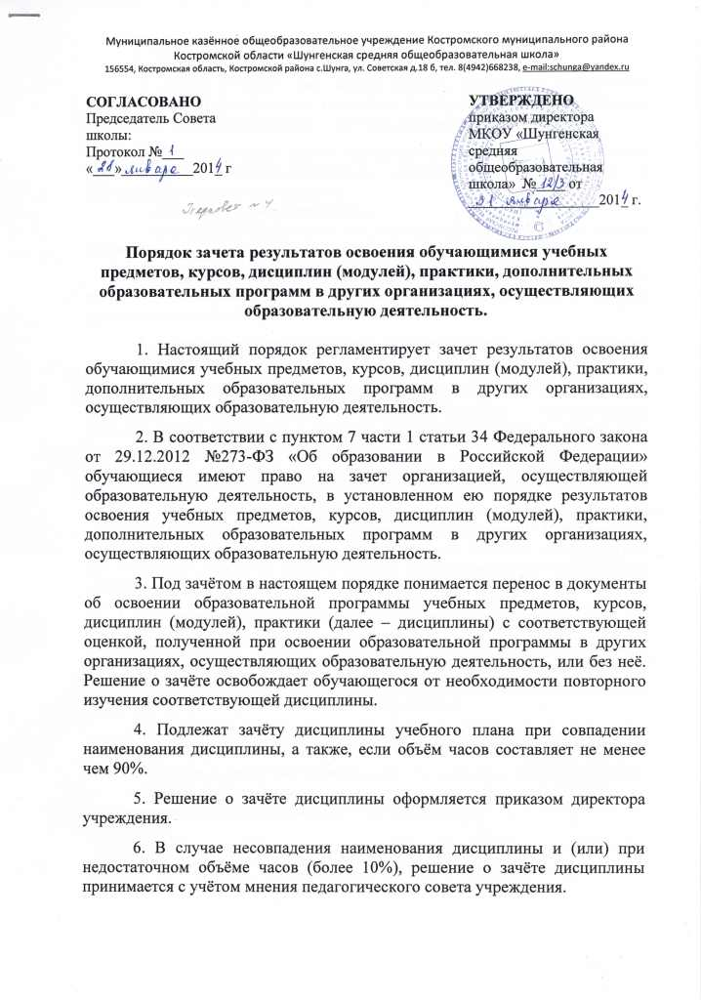 Муниципальное казённое общеобразовательное учреждение Костромского муниципального района
Костромской области «Шунгенская средняя общеобразовательная школа»
156554, Костромская область, Костромской района с.Шунга, ул. Советская д.18 б, тел. 8(4942)668238, e-mail:schunga@yandex.ru
СОГЛАСОВАНО
Председатель Совета
школы:
Протокол № 1
«28» января 2014 г
УТВЕРЖДЕНО
приказом директора
МКОУ «Шунгенская
средняя
общеобразовательная
школа» № 12/3 от
31 января 2014 г.
Порядок зачета результатов освоения обучающимися учебных
предметов, курсов, дисциплин (модулей), практики, дополнительных
образовательных программ в других организациях, осуществляющих
образовательную деятельность.
1. Настоящий порядок регламентирует зачет результатов освоения
обучающимися учебных предметов, курсов, дисциплин (модулей), практики,
дополнительных образовательных программ в других организациях,
осуществляющих образовательную деятельность.
2. В соответствии с пунктом 7 части 1 статьи 34 Федерального закона
от 29.12.2012 №273-ФЗ «Об образовании в Российской Федерации»
обучающиеся имеют право на зачет организацией, осуществляющей
образовательную деятельность, в установленном ею порядке результатов
освоения учебных предметов, курсов, дисциплин (модулей), практики,
дополнительных образовательных программ в других организациях,
осуществляющих образовательную деятельность.
3. Под зачётом в настоящем порядке понимается перенос в документы
об освоении образовательной программы учебных предметов, курсов,
дисциплин (модулей), практики (далее – дисциплины) с соответствующей
оценкой, полученной при освоении образовательной программы в других
организациях, осуществляющих образовательную деятельность, или без неё.
Решение о зачёте освобождает обучающегося от необходимости повторного
изучения соответствующей дисциплины.
4. Подлежат зачёту дисциплины учебного плана при совпадении
наименования дисциплины, а также, если объём часов составляет не менее
чем 90%.
5. Решение о зачёте дисциплины оформляется приказом директора
учреждения.
6. В случае несовпадения наименования дисциплины и (или) при
недостаточном объёме часов (более 10%), решение о зачёте дисциплины
принимается с учётом мнения педагогического совета учреждения.